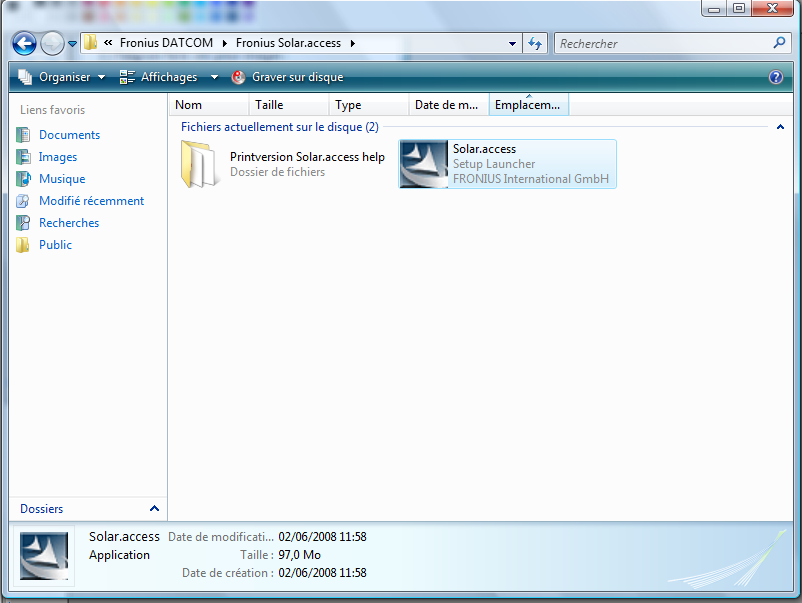 « Fronius DATCOM Fronius Solar.access Rechercher
Organiser Affichages Graver sur disque
Liens favoris
Documents
Images
Musique
Modifié récemment
Recherches
Public
Dossiers
Nom Taille Type Date de m... Emplacem...
Fichiers actuellement sur le disque (2)
Printversion Solar.access help
Dossier de fichiers
Solar.access
Setup Launcher
FRONIUS International GmbH
Solar.access Date de modificati... 02/06/2008 11:58
Application Taille : 97,0 Mo
Date de création : 02/06/2008 11:58